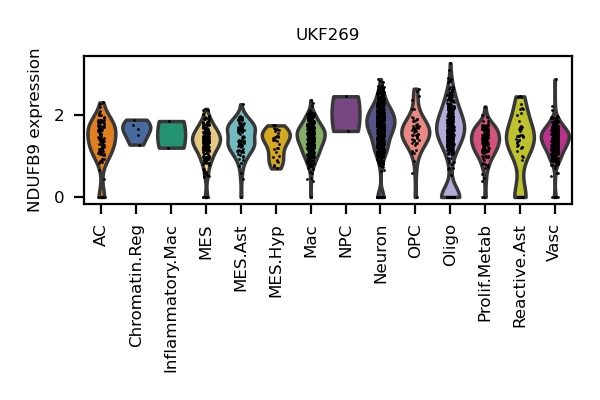 UKF269
NDUFB9 expression
2
0
AC
Chromatin.Reg
Inflammatory.Mac
MES
MES.Ast
MES.Hyp
Mac
NPC
Neuron
OPC
Oligo
Prolif.Metab
Reactive.Ast
Vasc